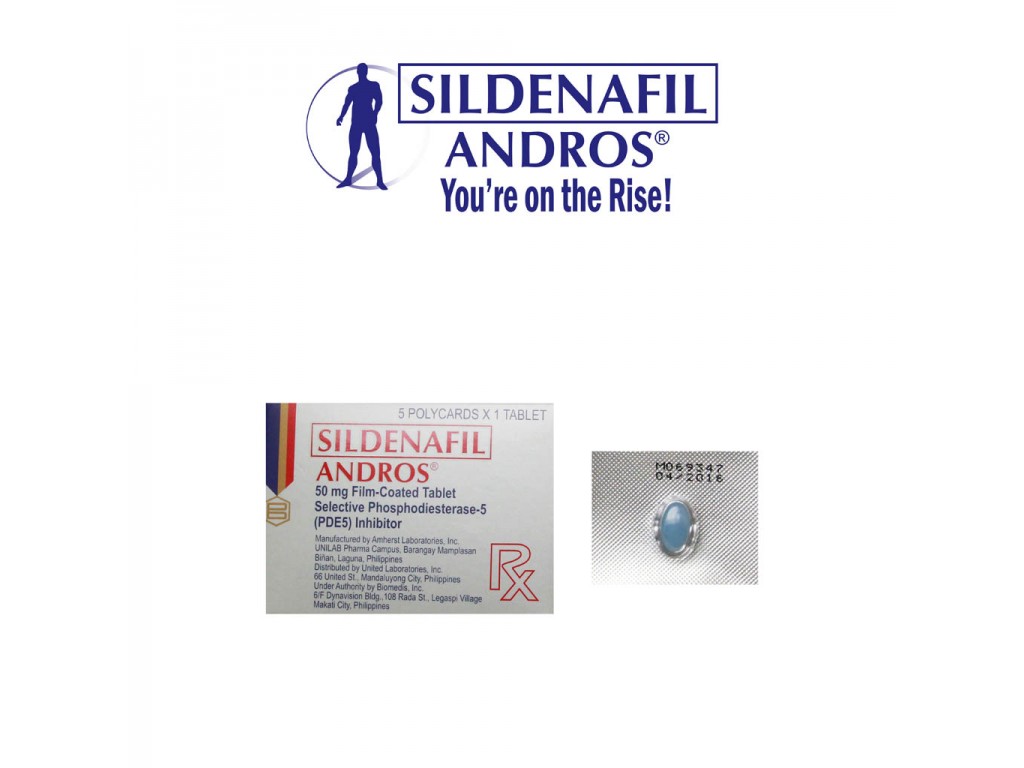 SILDENAFIL
ANDROS®
You're on the Rise!
5 POLYCARDS X 1 TABLET
SILDENAFIL
ANDROS®
50 mg Film-Coated Tablet
Selective Phosphodiesterase-5
(PDE5) Inhibitor
Manufactured by Amherst Laboratories, Inc.
UNILAB Pharma Campus, Barangay Mamplasan
Biñan, Laguna, Philippines
Distributed by United Laboratories, Inc.
66 United St., Mandaluyong City, Philippines
Under Authority by Biomedis, Inc.
6/F Dynavision Bldg.,108 Rada St., Legaspi Village
Makati City, Philippines
Rx
M069347
04/2016